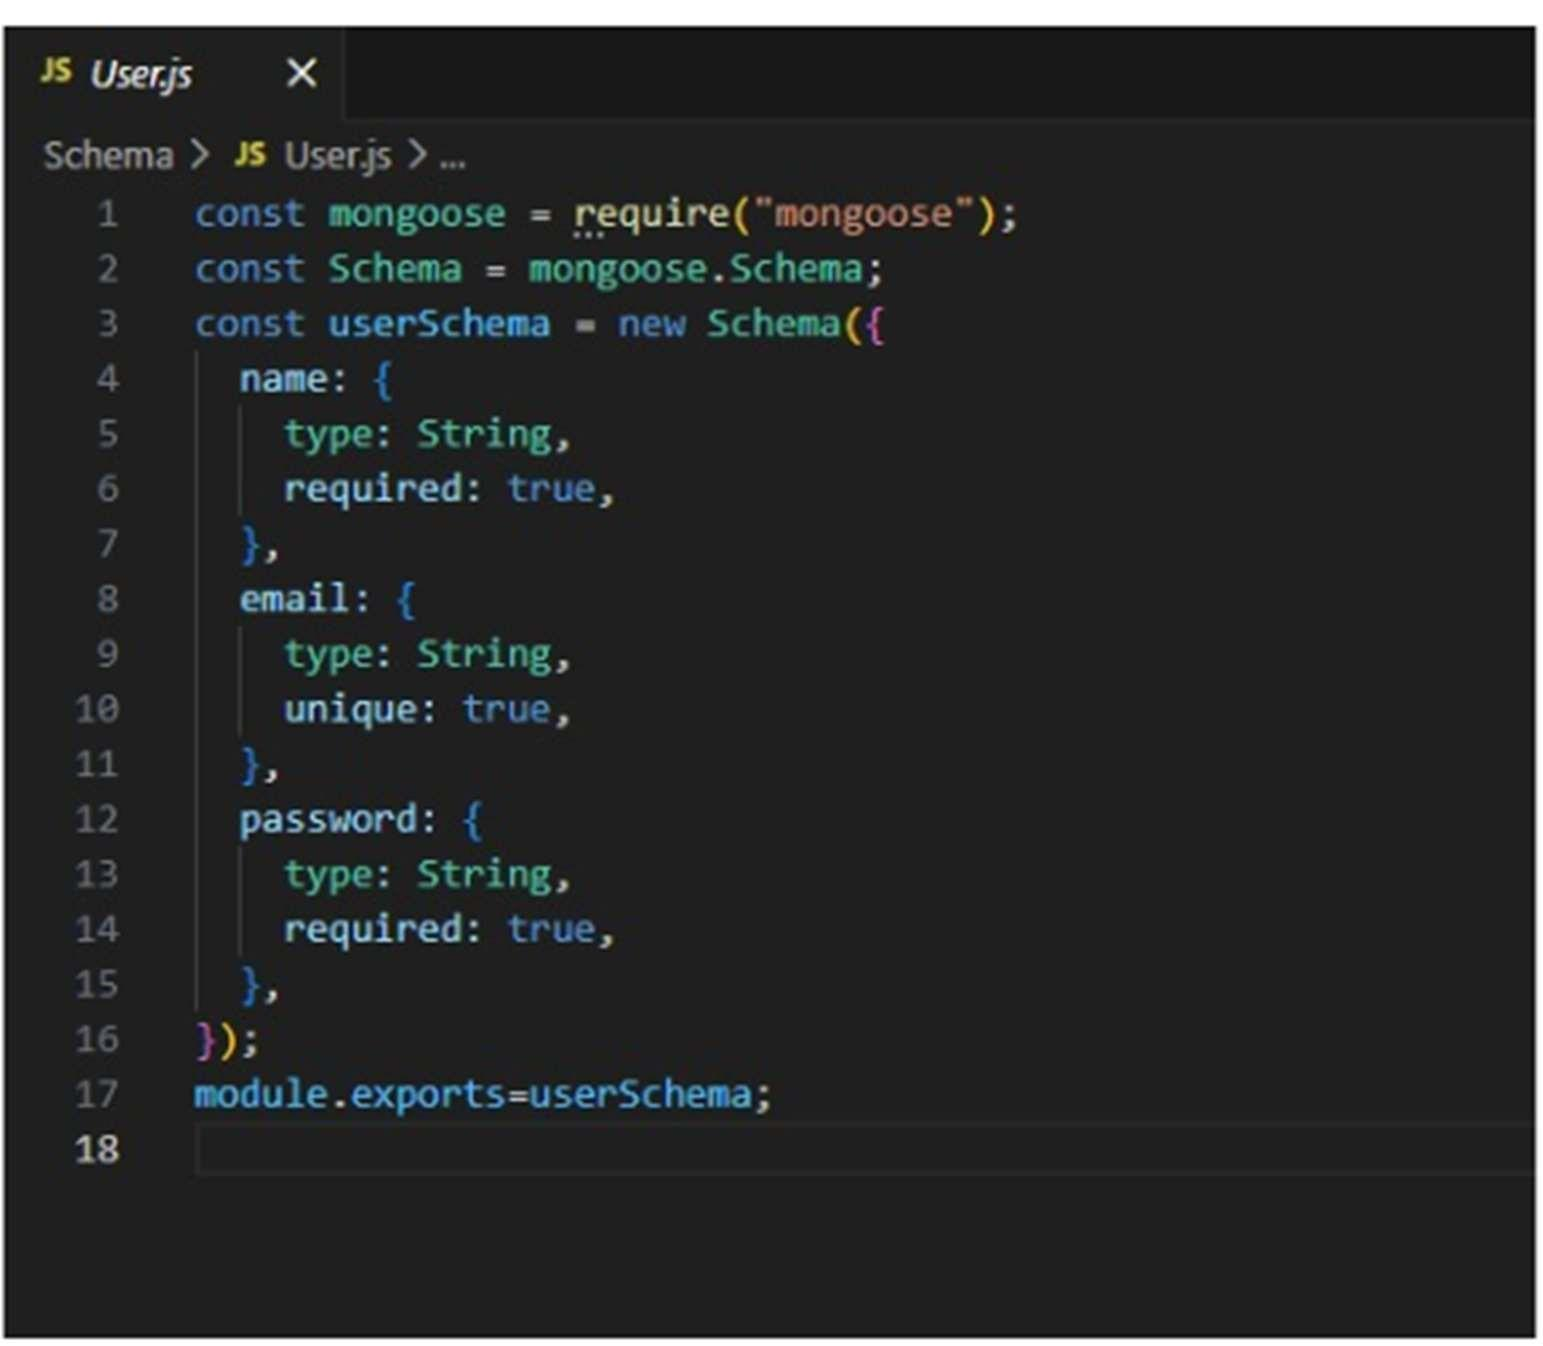 JS User.js ×
Schema > JS User.js > ...
1 const mongoose = require("mongoose");
2 const Schema = mongoose.Schema;
3 const userSchema = new Schema({
4   name: {
5     type: String,
6     required: true,
7   },
8   email: {
9     type: String,
10     unique: true,
11   },
12   password: {
13     type: String,
14     required: true,
15   },
16 });
17 module.exports=userSchema;
18